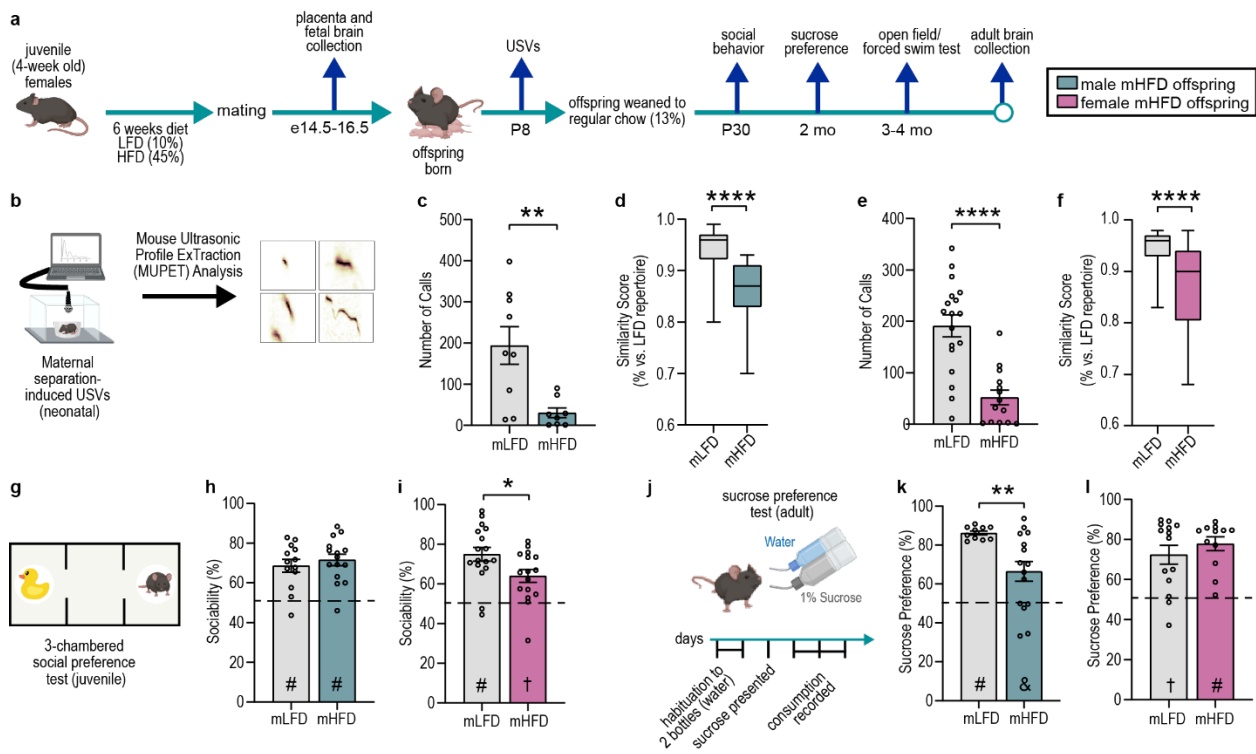 a
juvenile
(4-week old)
females
6 weeks diet
LFD (10%)
HFD (45%)
mating
placenta and
fetal brain
collection
e14.5-16.5
offspring
born
USVs
P8
offspring weaned to
regular chow (13%)
social
behavior
P30
sucrose
preference
2 mo
open field/
forced swim test
3-4 mo
adult brain
collection
male mHFD offspring
female mHFD offspring
b
Maternal
separation-
induced USVs
(neonatal)
Mouse Ultrasonic
Profile ExTraction
(MUPET) Analysis
c
Number of Calls
500
400
300
200
100
0
**
mLFD
mHFD
d
Similarity Score
(% vs. LFD repertoire)
1.0
0.9
0.8
0.7
0.6
****
mLFD
mHFD
e
Number of Calls
400
300
200
100
0
****
mLFD
mHFD
f
Similarity Score
(% vs. LFD repertoire)
1.0
0.9
0.8
0.7
0.6
****
mLFD
mHFD
g
3-chambered
social preference
test (juvenile)
h
Sociability (%)
100
80
60
40
20
0
#
#
mLFD mHFD
i
Sociability (%)
100
80
60
40
20
0
*
#
†
mLFD mHFD
j
sucrose preference
test (adult)
Water
1% Sucrose
days
habituation to
2 bottles (water)
sucrose presented
consumption
recorded
k
Sucrose Preference (%)
100
80
60
40
20
0
**
#
&
mLFD mHFD
l
Sucrose Preference (%)
100
80
60
40
20
0
†
#
mLFD mHFD